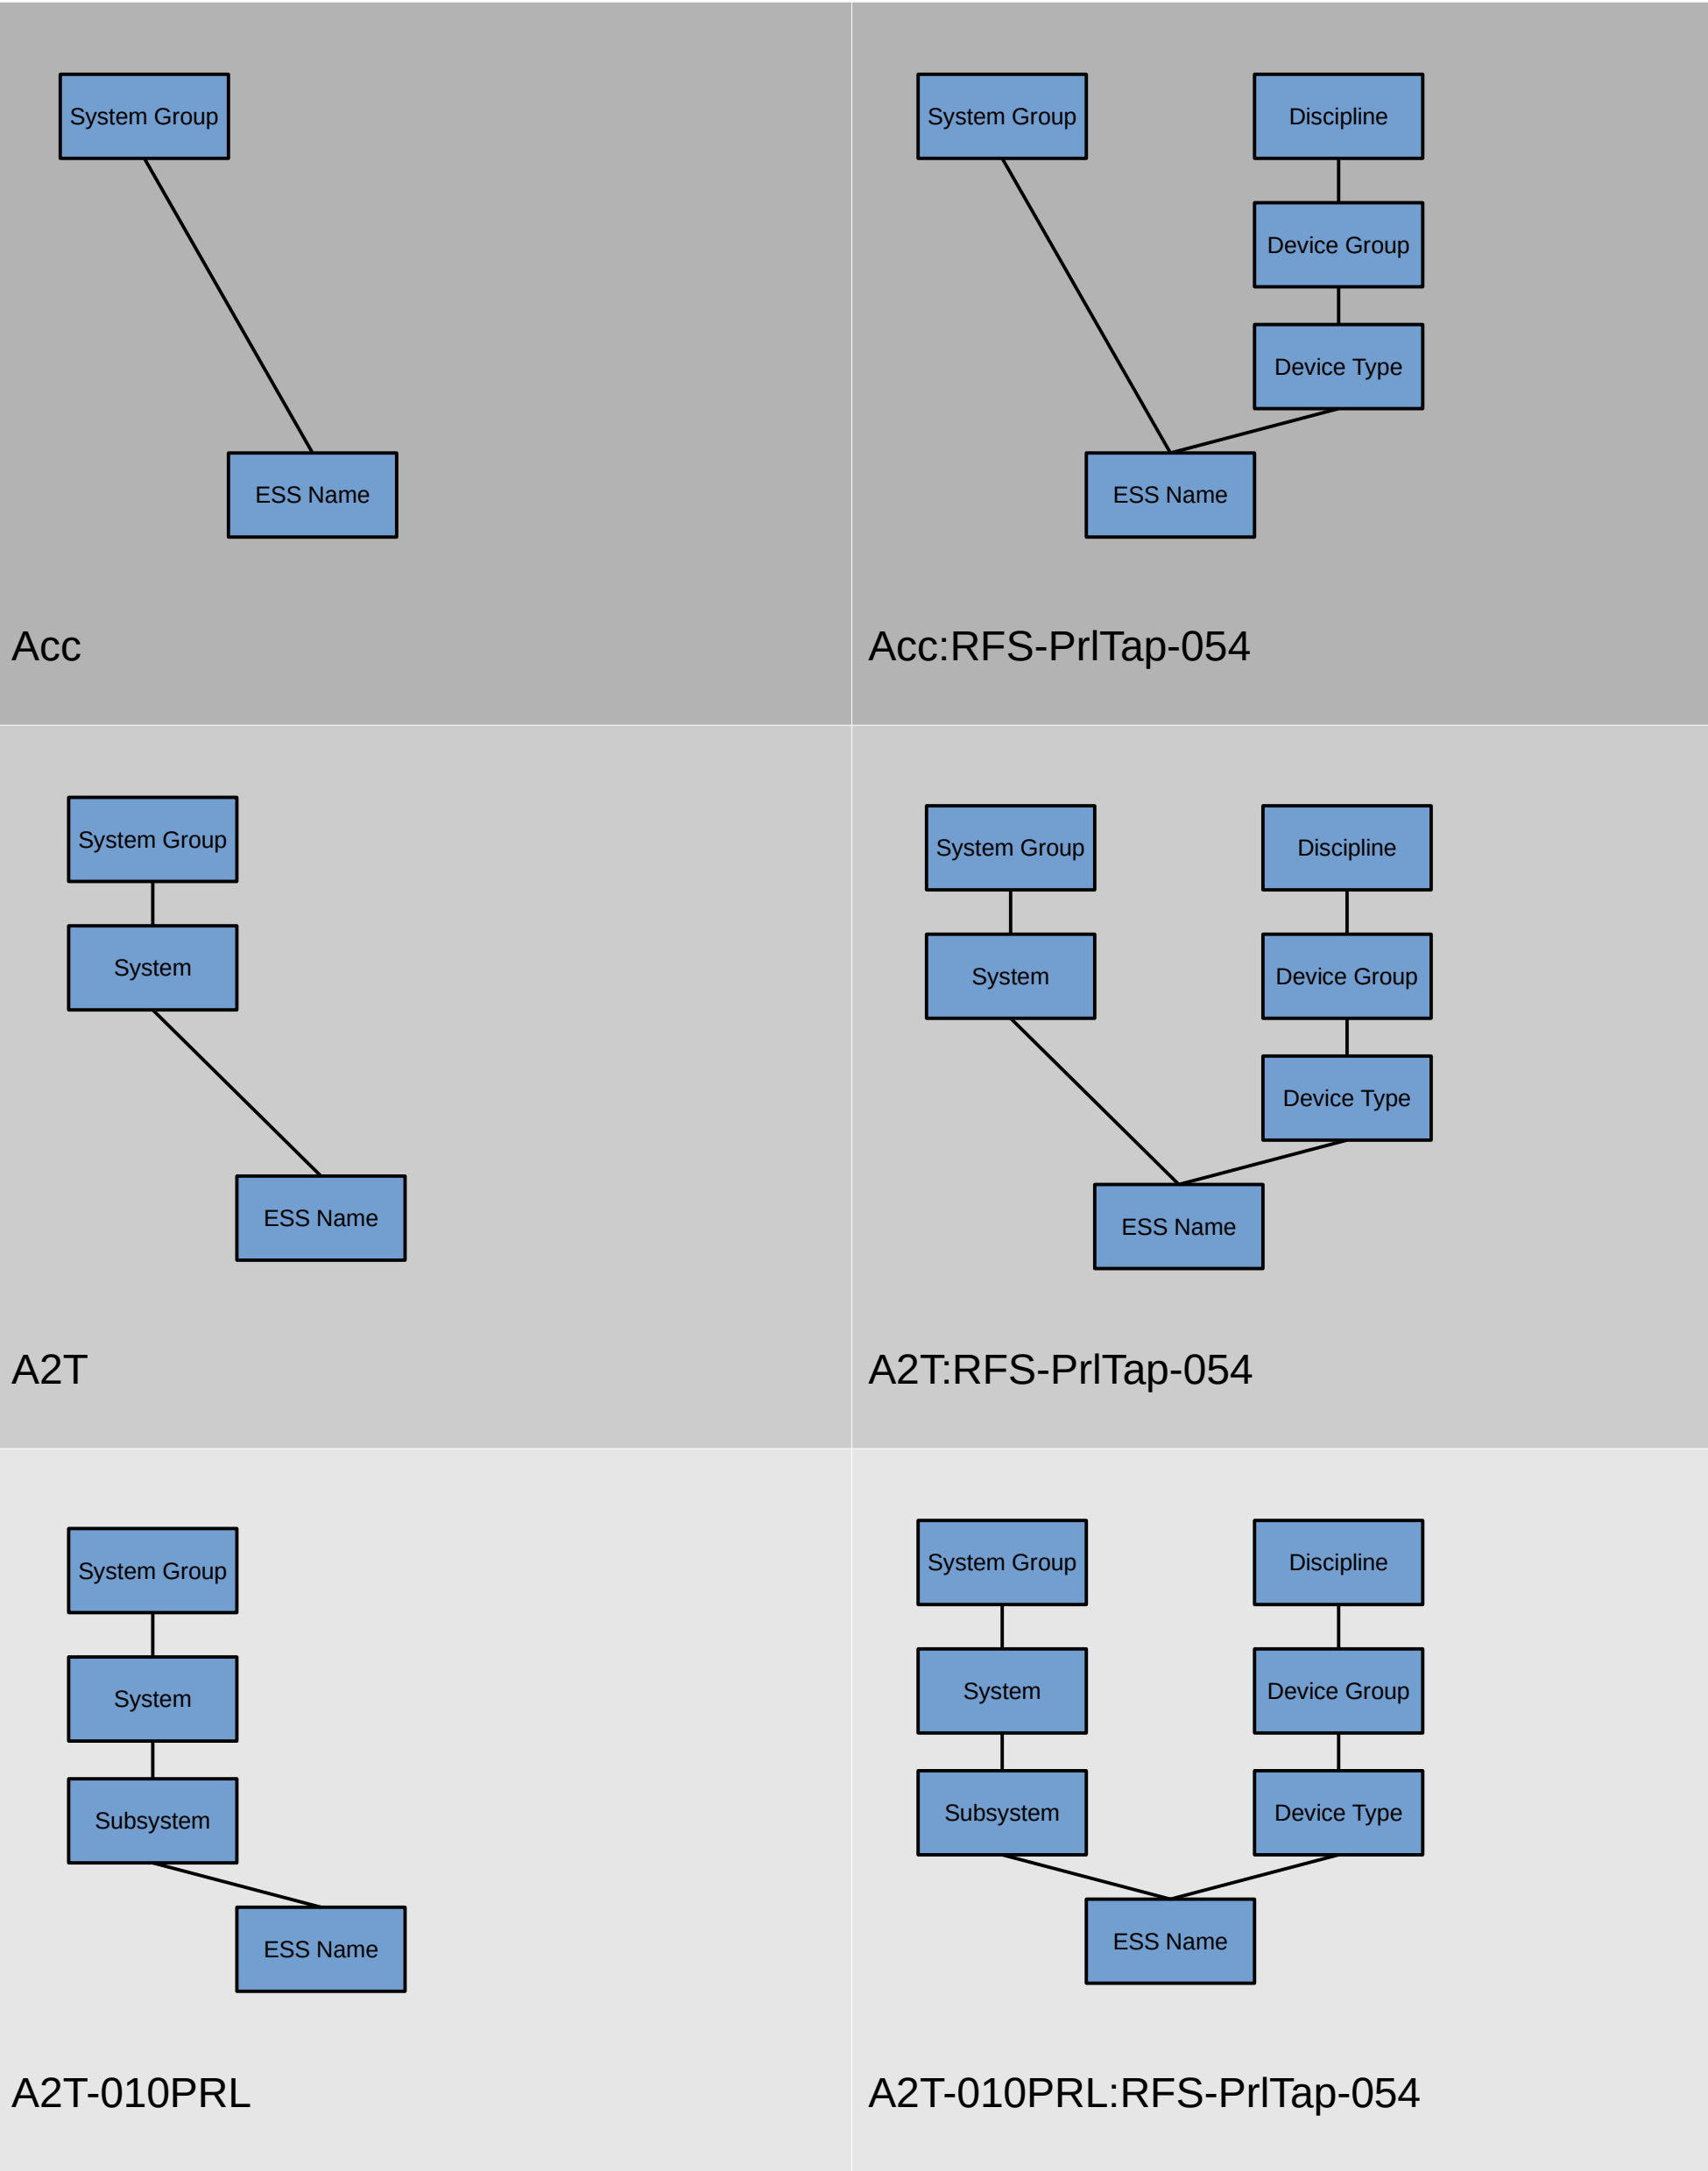 System Group
ESS Name
Acc
System Group
Discipline
Device Group
Device Type
ESS Name
Acc:RFS-PrlTap-054
System Group
System
ESS Name
A2T
System Group
Discipline
System
Device Group
Device Type
ESS Name
A2T:RFS-PrlTap-054
System Group
System
Subsystem
ESS Name
A2T-010PRL
System Group
Discipline
System
Device Group
Subsystem
Device Type
ESS Name
A2T-010PRL:RFS-PrlTap-054